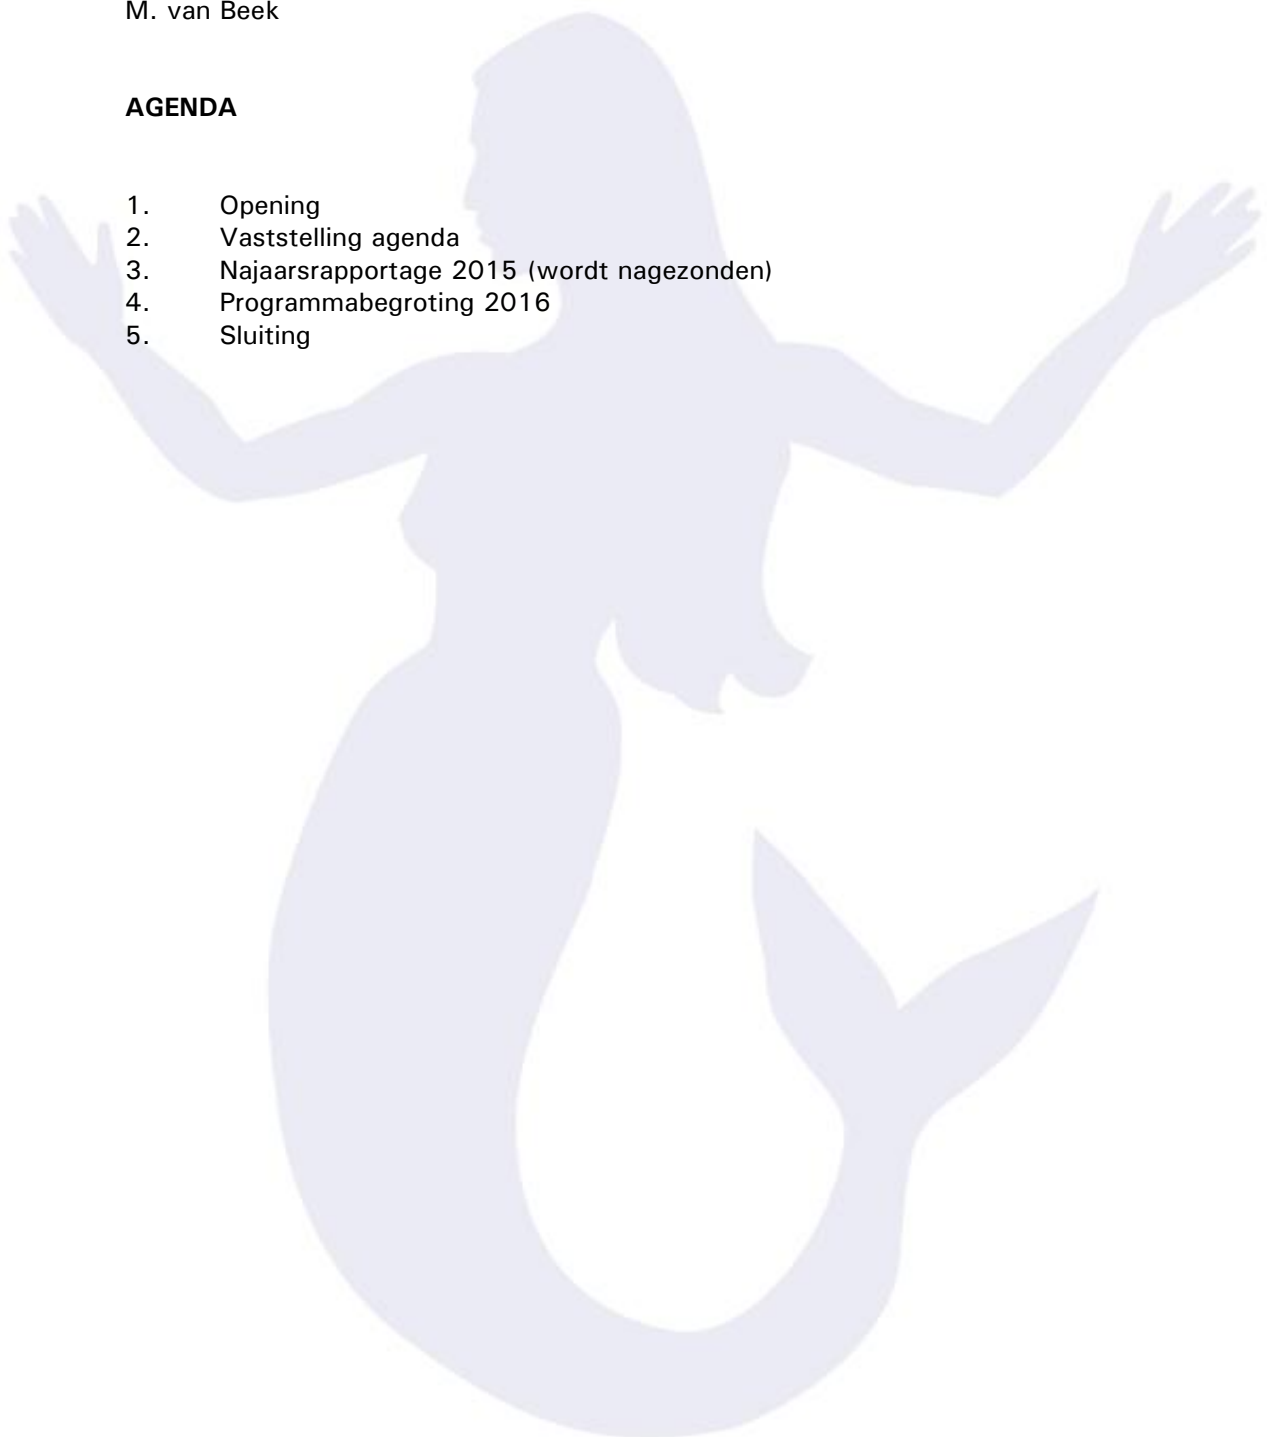 M. van Beek
AGENDA
1. Opening
2. Vaststelling agenda
3. Najaarsrapportage 2015 (wordt nagezonden)
4. Programmabegroting 2016
5. Sluiting